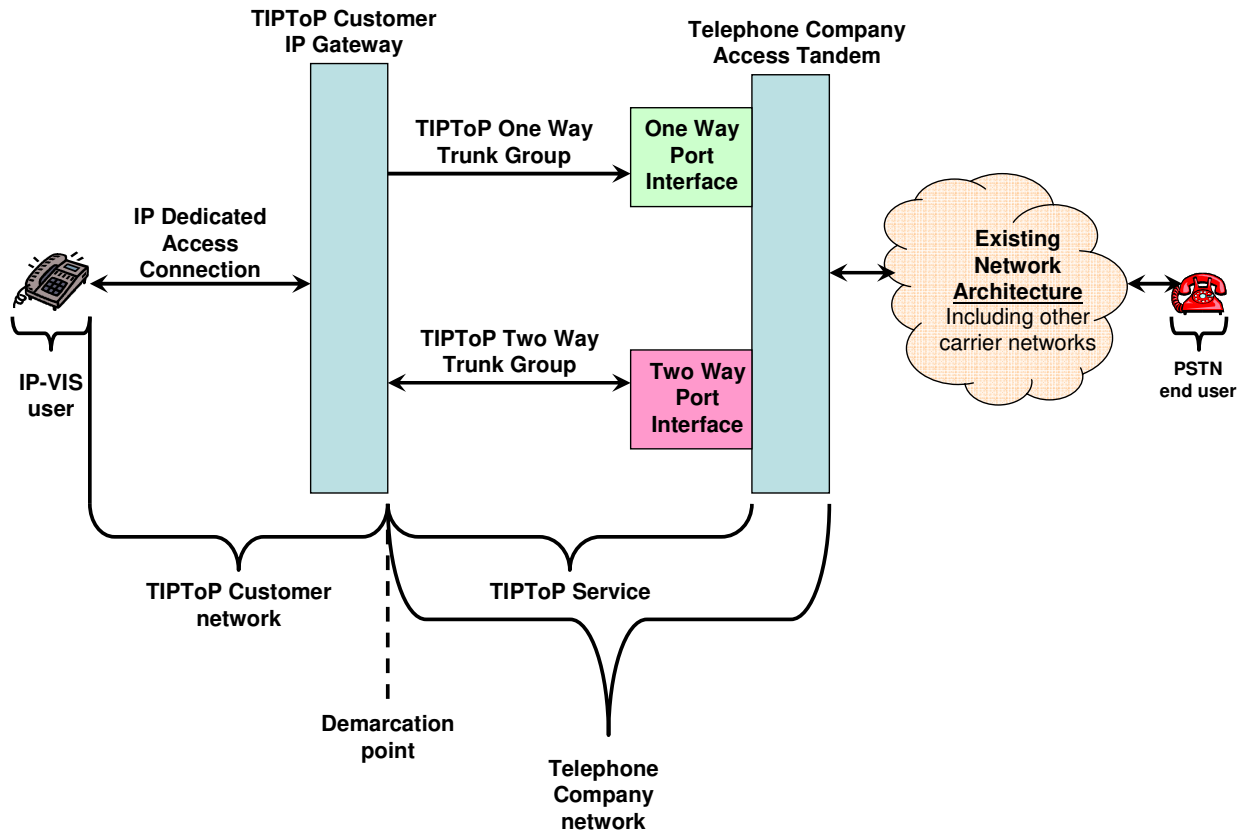 TIPToP Customer
IP Gateway
Telephone Company
Access Tandem
TIPToP One Way
Trunk Group
One Way
Port
Interface
IP Dedicated
Access
Connection
Existing
Network
Architecture
Including other
carrier networks
TIPToP Two Way
Trunk Group
Two Way
Port
Interface
IP-VIS
user
PSTN
end user
TIPToP Customer
network
TIPToP Service
Demarcation
point
Telephone
Company
network